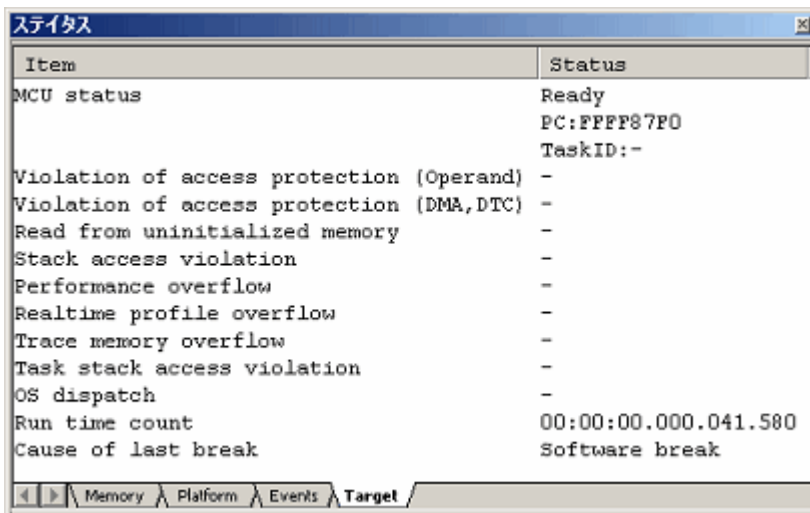 ステイタス
Item Status
MCU status Ready
PC:FFFF87F0
TaskID:-
Violation of access protection (Operand) -
Violation of access protection (DMA,DTC) -
Read from uninitialized memory -
Stack access violation -
Performance overflow -
Realtime profile overflow -
Trace memory overflow -
Task stack access violation -
OS dispatch -
Run time count 00:00:00.000.041.580
Cause of last break Software break
Memory Platform Events Target